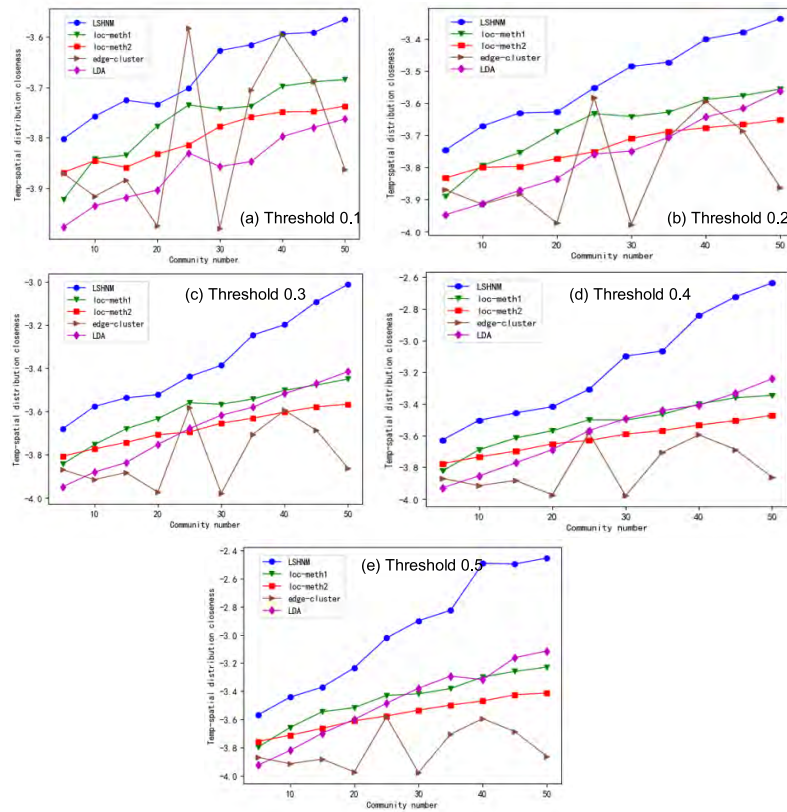 LSHNM
loc-meth1
loc-meth2
edge-cluster
LDA
Temp-spatial distribution closeness
-3.6
-3.7
-3.8
-3.9
10 20 30 40 50
Community number
(a) Threshold 0.1
LSHNM
loc-meth1
loc-meth2
edge-cluster
LDA
Temp-spatial distribution closeness
-3.4
-3.5
-3.6
-3.7
-3.8
-3.9
-4.0
10 20 30 40 50
Community number
(b) Threshold 0.2
(c) Threshold 0.3
LSHNM
loc-meth1
loc-meth2
edge-cluster
LDA
Temp-spatial distribution closeness
-3.0
-3.2
-3.4
-3.6
-3.8
-4.0
10 20 30 40 50
Community number
(d) Threshold 0.4
LSHNM
loc-meth1
loc-meth2
edge-cluster
LDA
Temp-spatial distribution closeness
-2.6
-2.8
-3.0
-3.2
-3.4
-3.6
-3.8
-4.0
10 20 30 40 50
Community number
(e) Threshold 0.5
LSHNM
loc-meth1
loc-meth2
edge-cluster
LDA
Temp-spatial distribution closeness
-2.4
-2.6
-2.8
-3.0
-3.2
-3.4
-3.6
-3.8
-4.0
10 20 30 40 50
Community number